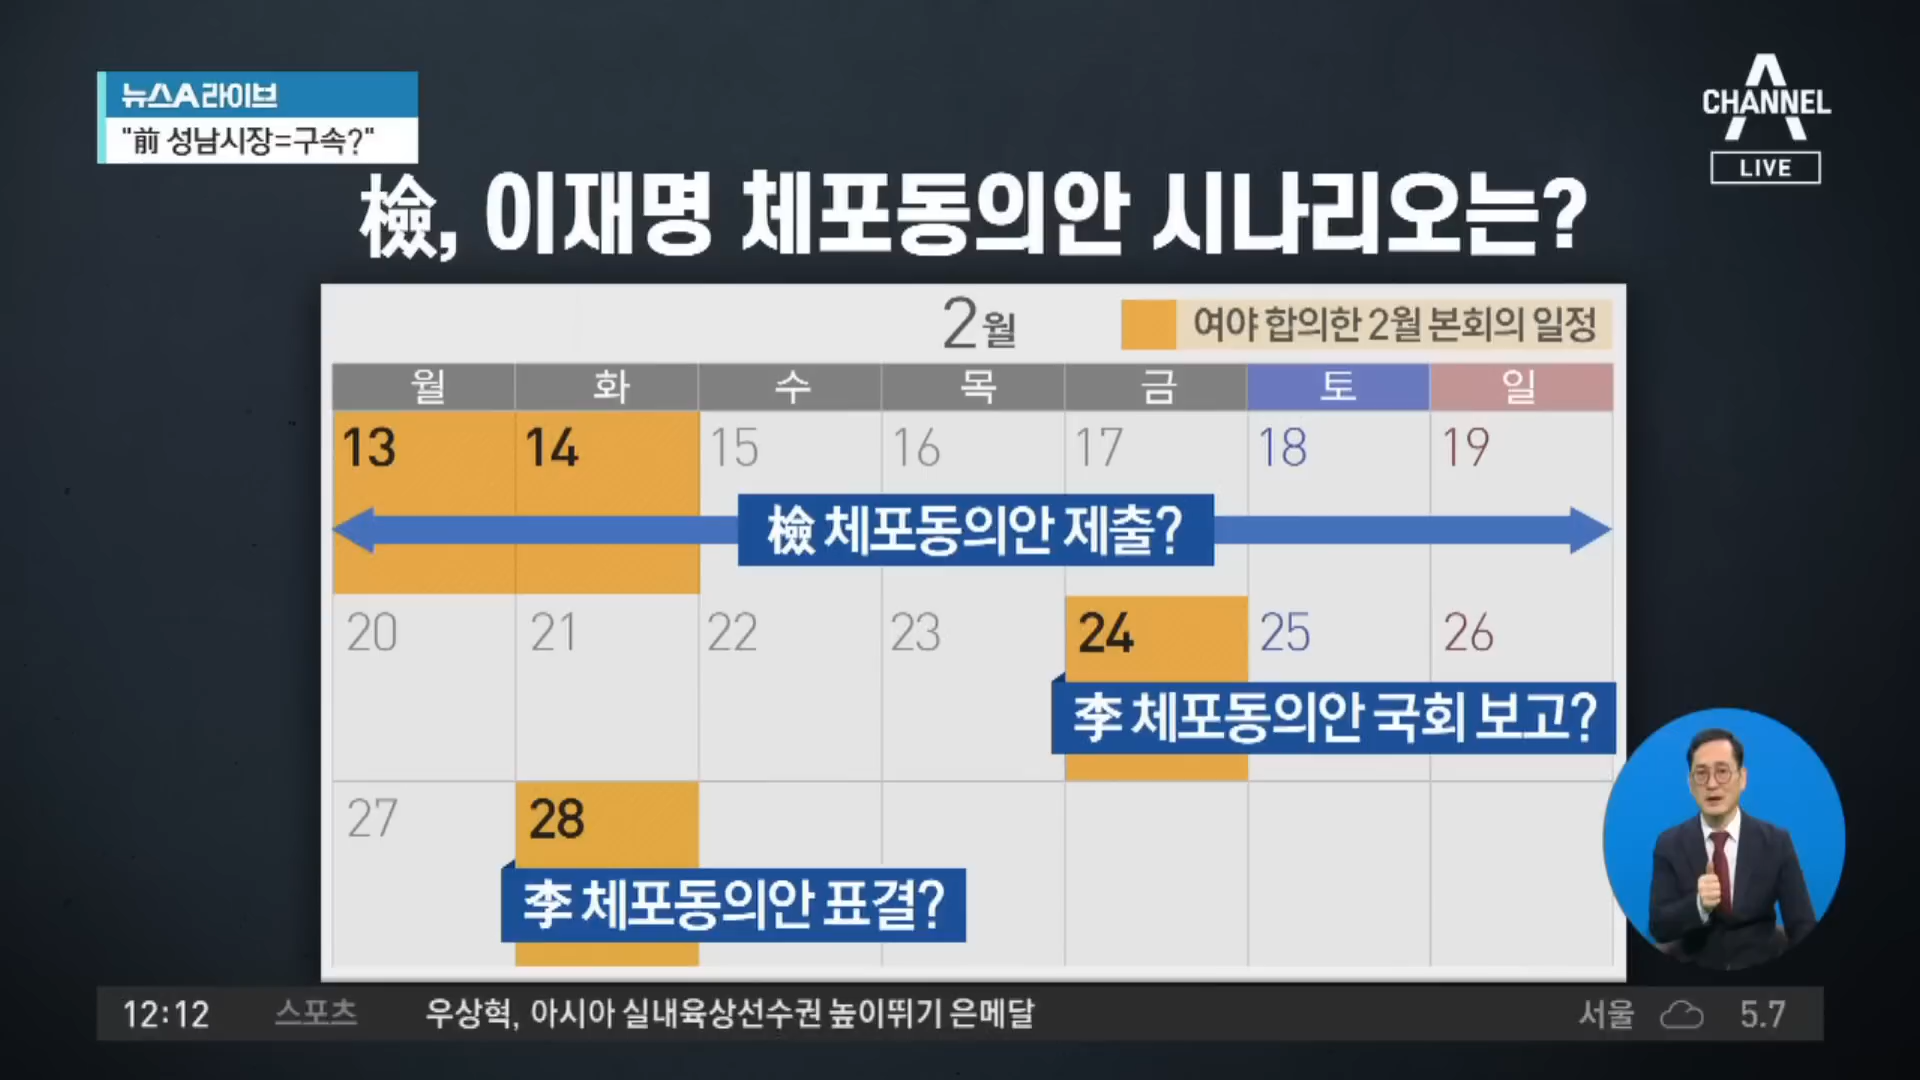 뉴스A 라이브
"前 성남시장=구속?"
CHANNEL A
LIVE
檢, 이재명 체포동의안 시나리오는?
2월
여야 합의한 2월 본회의 일정
월 화 수 목 금 토 일
13 14 15 16 17 18 19
檢 체포동의안 제출?
20 21 22 23 24 25 26
李 체포동의안 국회 보고?
27 28
李 체포동의안 표결?
12:12 스포츠 우상혁, 아시아 실내육상선수권 높이뛰기 은메달 서울 5.7